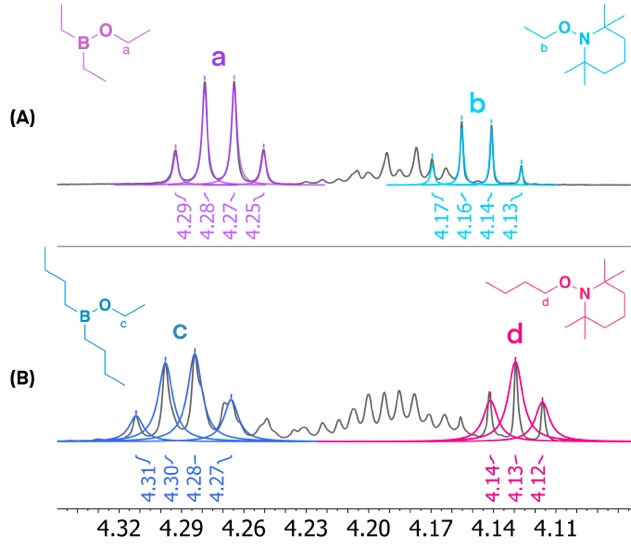 B O a
a
O N b
b
(A)
4.29 4.28 4.27 4.25 4.17 4.16 4.14 4.13
B O c
c
O N d
d
(B)
4.31 4.30 4.28 4.27 4.14 4.13 4.12
4.32 4.29 4.26 4.23 4.20 4.17 4.14 4.11